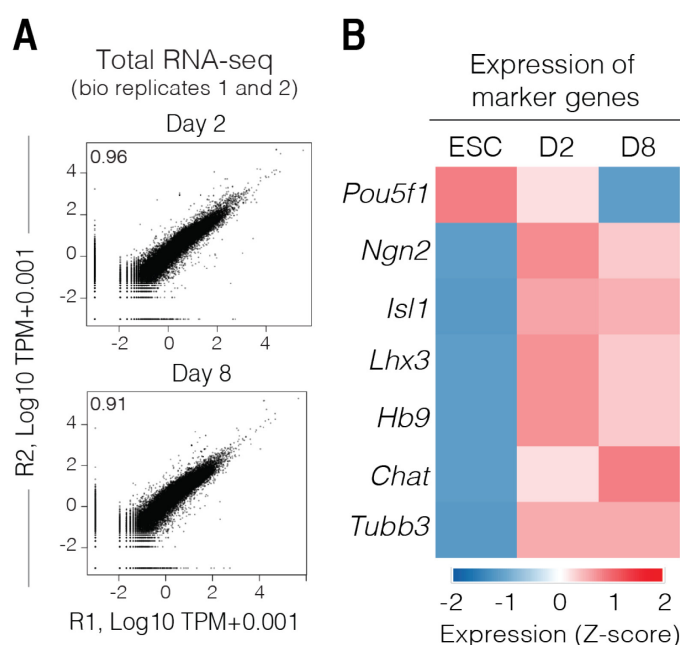 A
Total RNA-seq
(bio replicates 1 and 2)
Day 2
0.96
4
2
0
-2
-2 0 2 4
Day 8
0.91
4
2
0
-2
-2 0 2 4
R2, Log10 TPM+0.001
R1, Log10 TPM+0.001
B
Expression of
marker genes
ESC D2 D8
Pou5f1
Ngn2
Isl1
Lhx3
Hb9
Chat
Tubb3
-2 -1 0 1 2
Expression (Z-score)